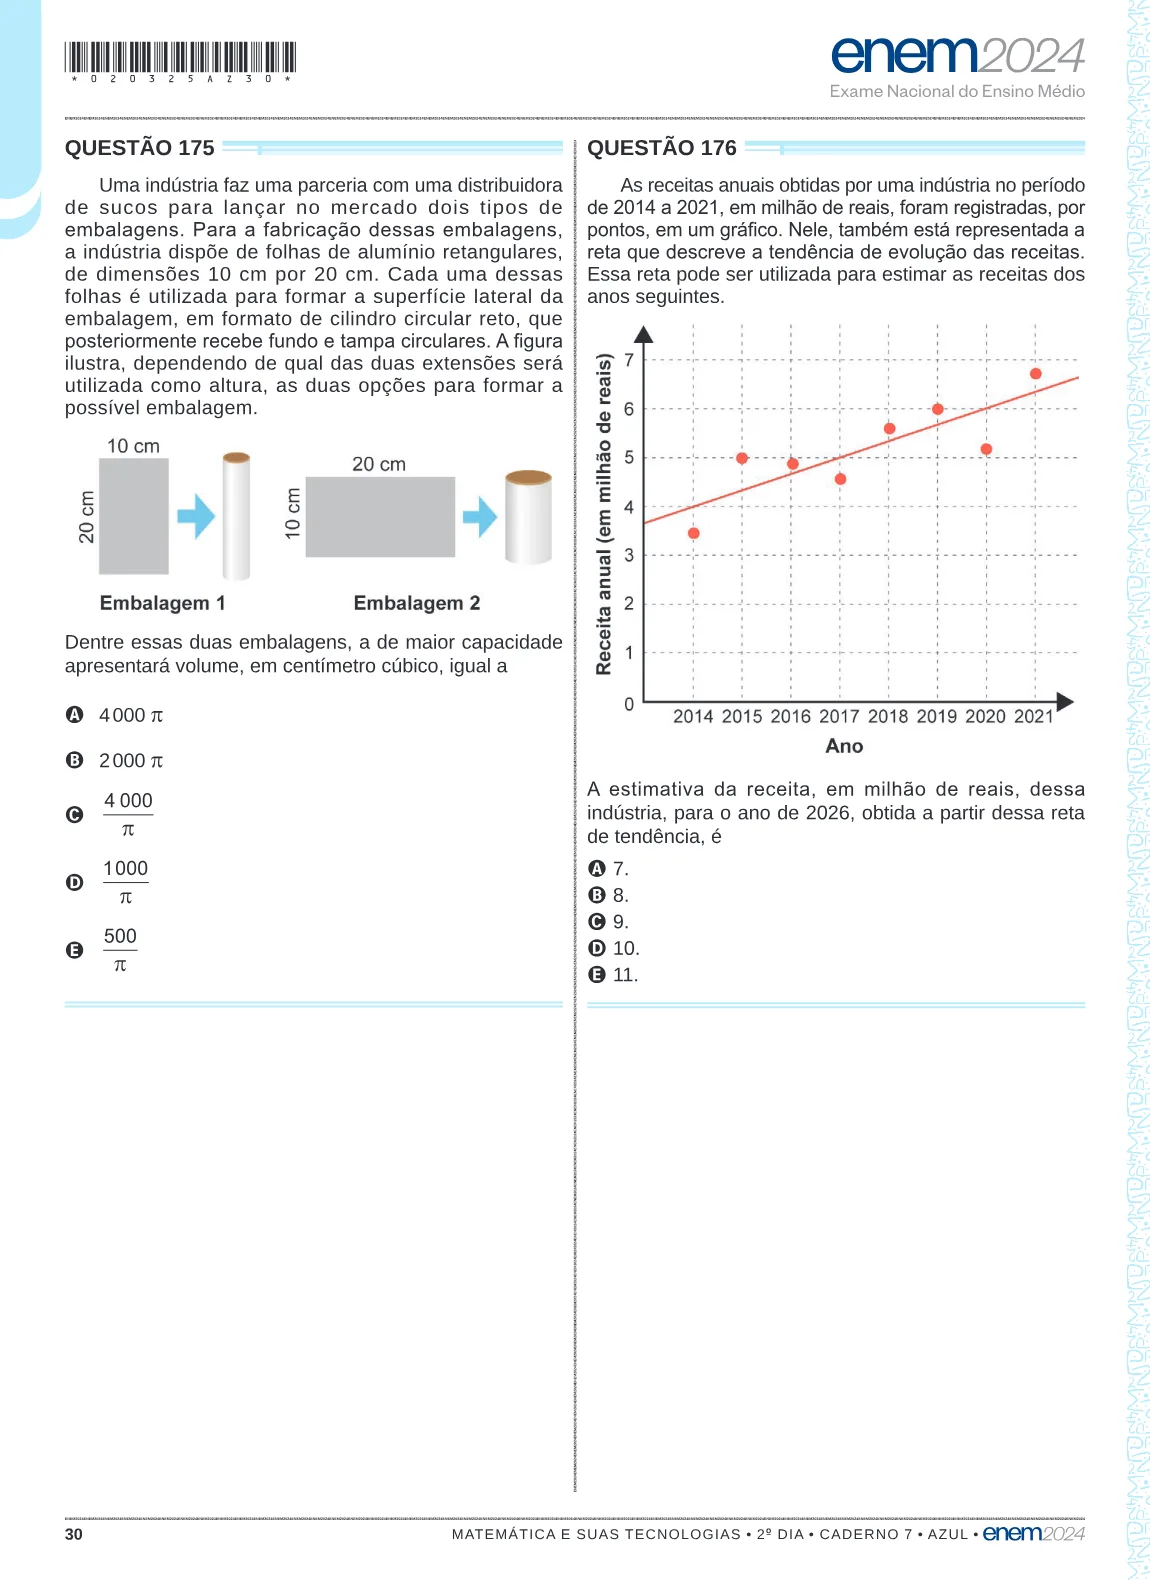 *020325AZ30*
enem2024
Exame Nacional do Ensino Médio
QUESTÃO 175
Uma indústria faz uma parceria com uma distribuidora
de sucos para lançar no mercado dois tipos de
embalagens. Para a fabricação dessas embalagens,
a indústria dispõe de folhas de alumínio retangulares,
de dimensões 10 cm por 20 cm. Cada uma dessas
folhas é utilizada para formar a superfície lateral da
embalagem, em formato de cilindro circular reto, que
posteriormente recebe fundo e tampa circulares. A figura
ilustra, dependendo de qual das duas extensões será
utilizada como altura, as duas opções para formar a
possível embalagem.
10 cm
20 cm
Embalagem 1
20 cm
10 cm
Embalagem 2
Dentre essas duas embalagens, a de maior capacidade
apresentará volume, em centímetro cúbico, igual a
A 4 000 π
B 2 000 π
C 4 000
π
D 1 000
π
E 500
π
QUESTÃO 176
As receitas anuais obtidas por uma indústria no período
de 2014 a 2021, em milhão de reais, foram registradas, por
pontos, em um gráfico. Nele, também está representada a
reta que descreve a tendência de evolução das receitas.
Essa reta pode ser utilizada para estimar as receitas dos
anos seguintes.
Receita anual (em milhão de reais)
7
6
5
4
3
2
1
0
2014 2015 2016 2017 2018 2019 2020 2021
Ano
A estimativa da receita, em milhão de reais, dessa
indústria, para o ano de 2026, obtida a partir dessa reta
de tendência, é
A 7.
B 8.
C 9.
D 10.
E 11.
30
MATEMÁTICA E SUAS TECNOLOGIAS • 2º DIA • CADERNO 7 • AZUL • enem2024